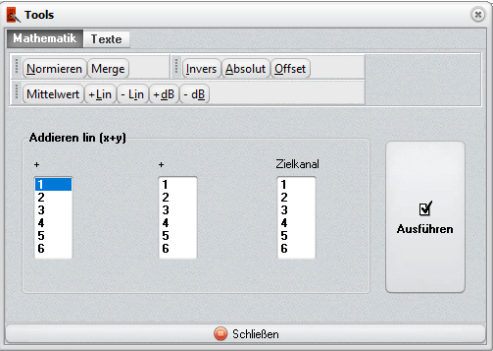 Tools
Mathematik Texte
Normieren Merge Invers Absolut Offset
Mittelwert +Lin - Lin +dB - dB
Addieren lin (x+y)
+ + Zielkanal
1 1 1
2 2 2
3 3 3
4 4 4
5 5 5
6 6 6
Ausführen
Schließen